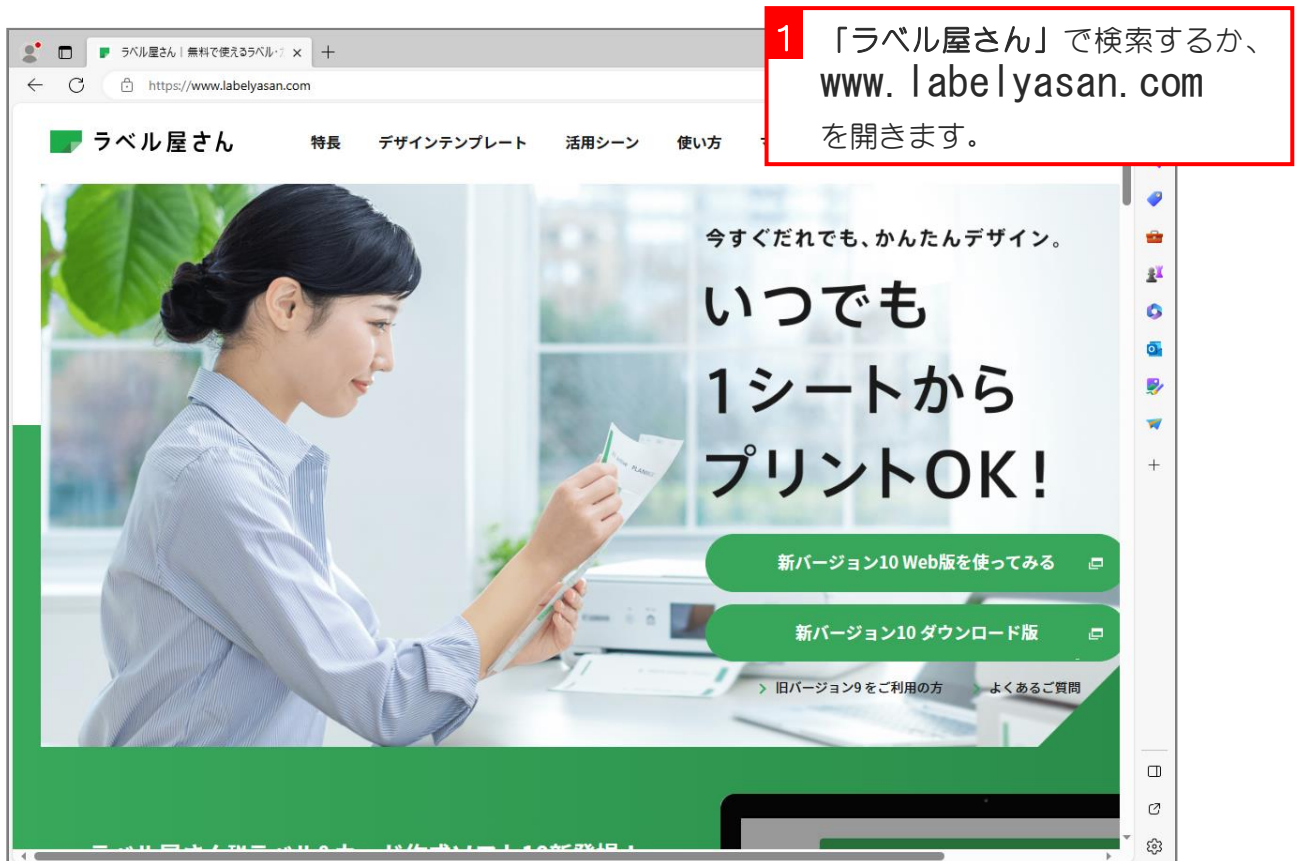 1 「ラベル屋さん」で検索するか、
www.labelyasan.com
を開きます。
ラベル屋さん｜無料で使えるラベル･
https://www.labelyasan.com
ラベル屋さん 特長 デザインテンプレート 活用シーン 使い方
今すぐだれでも、かんたんデザイン。
いつでも
1シートから
プリントOK!
新バージョン10 Web版を使ってみる
新バージョン10 ダウンロード版
旧バージョン9 をご利用の方 よくあるご質問